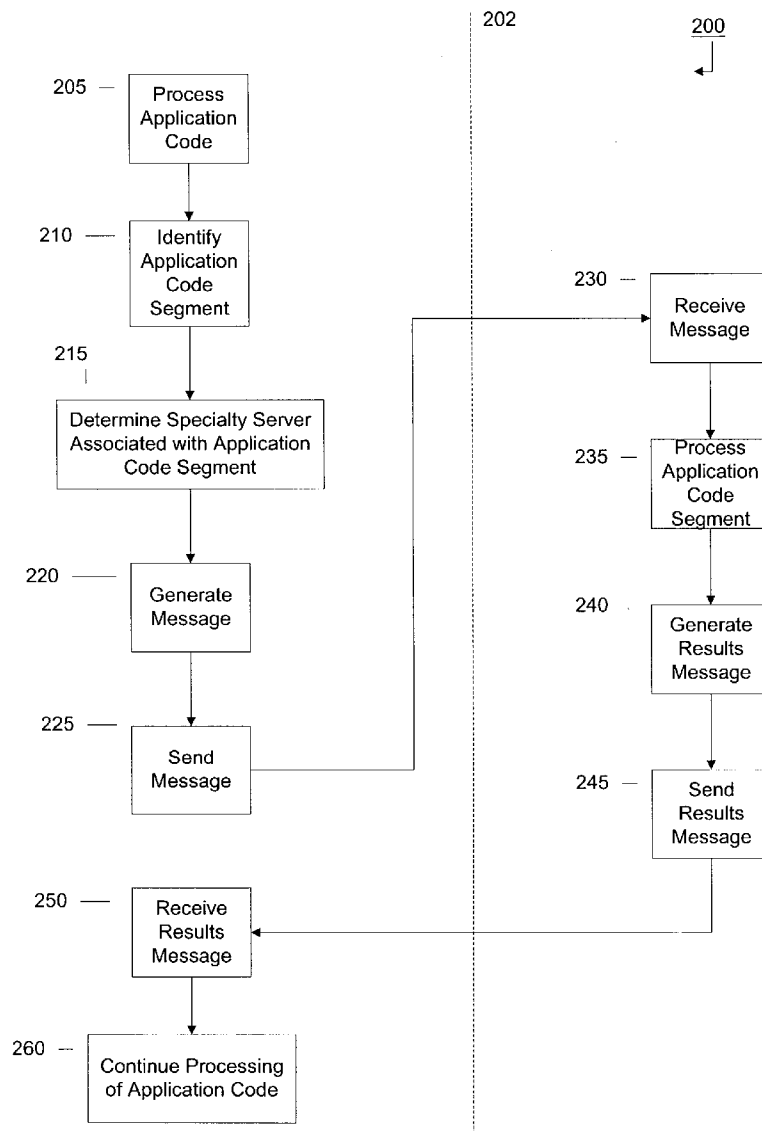 202
200
205
Process
Application
Code
210
Identify
Application
Code
Segment
215
Determine Specialty Server
Associated with Application
Code Segment
220
Generate
Message
225
Send
Message
230
Receive
Message
235
Process
Application
Code
Segment
240
Generate
Results
Message
245
Send
Results
Message
250
Receive
Results
Message
260
Continue Processing
of Application Code